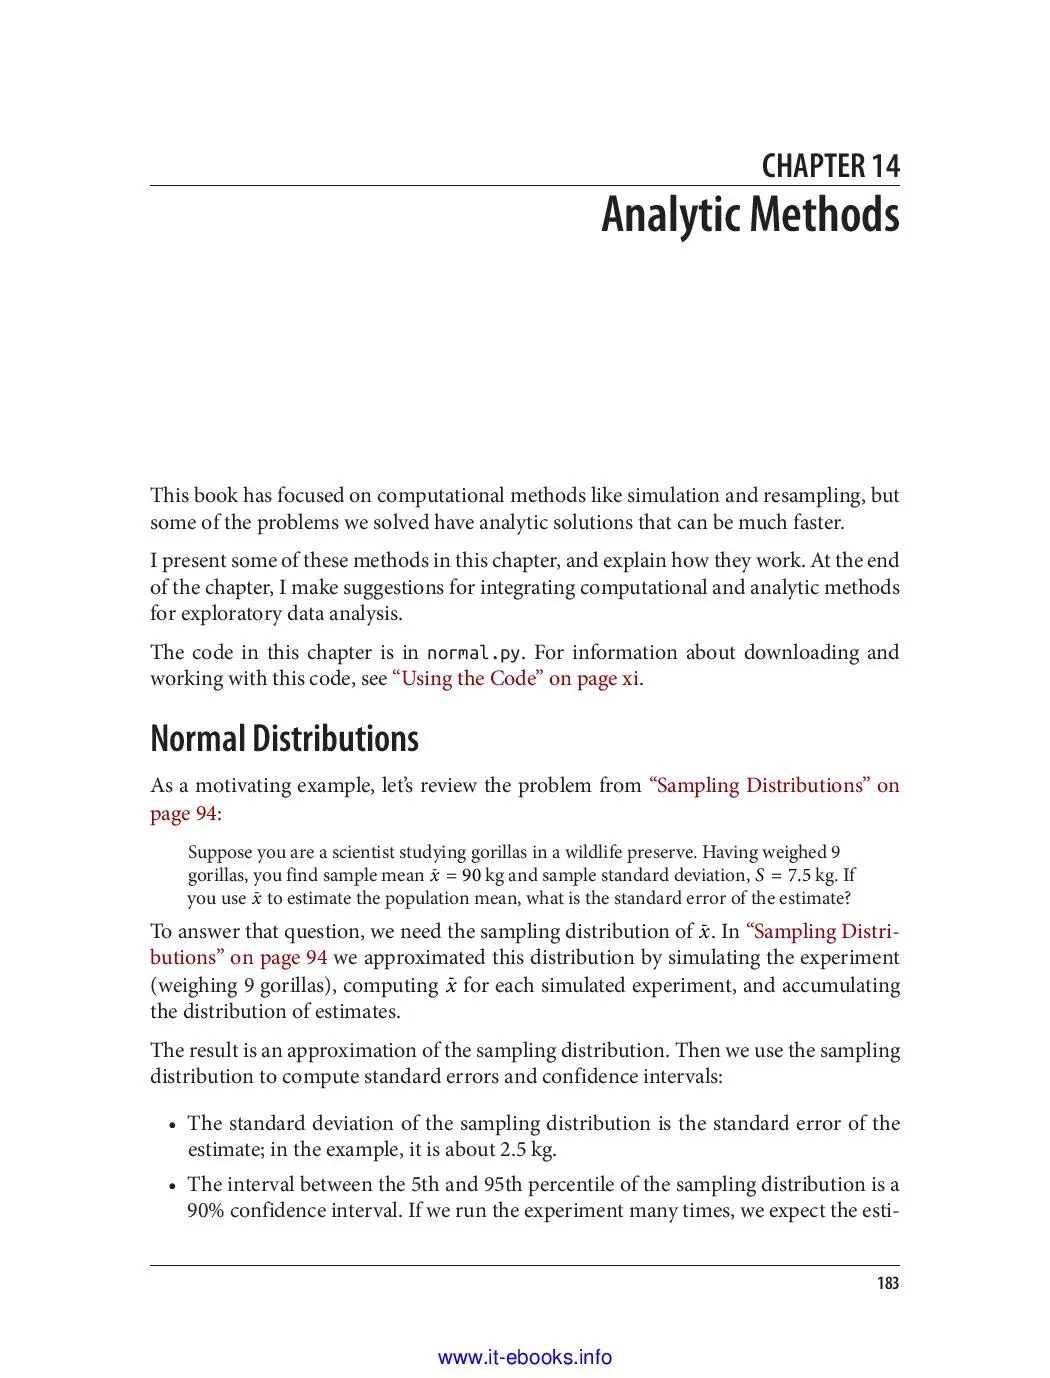 CHAPTER 14
Analytic Methods
This book has focused on computational methods like simulation and resampling, but
some of the problems we solved have analytic solutions that can be much faster.
I present some of these methods in this chapter, and explain how they work. At the end
of the chapter, I make suggestions for integrating computational and analytic methods
for exploratory data analysis.
The code in this chapter is in normal.py. For information about downloading and
working with this code, see “Using the Code” on page xi.
Normal Distributions
As a motivating example, let’s review the problem from “Sampling Distributions” on
page 94:
Suppose you are a scientist studying gorillas in a wildlife preserve. Having weighed 9
gorillas, you find sample mean x̄ = 90 kg and sample standard deviation, S = 7.5 kg. If
you use x̄ to estimate the population mean, what is the standard error of the estimate?
To answer that question, we need the sampling distribution of x̄. In “Sampling Distri-
butions” on page 94 we approximated this distribution by simulating the experiment
(weighing 9 gorillas), computing x̄ for each simulated experiment, and accumulating
the distribution of estimates.
The result is an approximation of the sampling distribution. Then we use the sampling
distribution to compute standard errors and confidence intervals:
• The standard deviation of the sampling distribution is the standard error of the
estimate; in the example, it is about 2.5 kg.
• The interval between the 5th and 95th percentile of the sampling distribution is a
90% confidence interval. If we run the experiment many times, we expect the esti-
183
www.it-ebooks.info